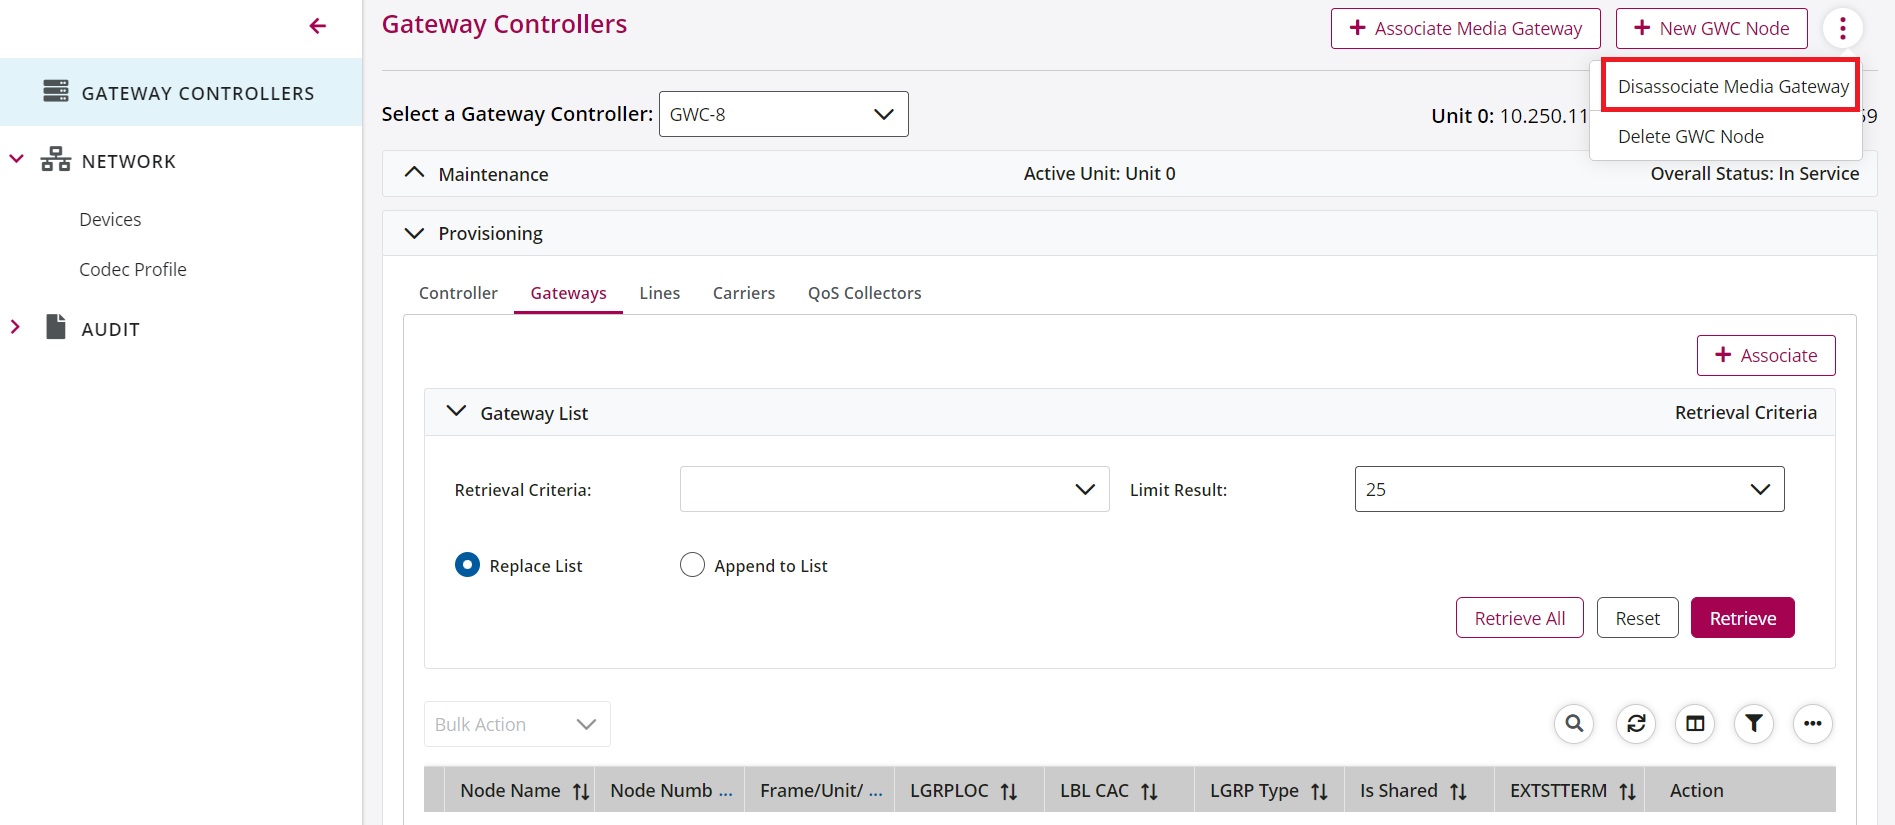 Gateway Controllers
+ Associate Media Gateway
+ New GWC Node
Disassociate Media Gateway
Delete GWC Node
GATEWAY CONTROLLERS
NETWORK
Devices
Codec Profile
AUDIT
Select a Gateway Controller: GWC-8
Unit 0: 10.250.11
Maintenance
Active Unit: Unit 0
Overall Status: In Service
Provisioning
Controller Gateways Lines Carriers QoS Collectors
+ Associate
Gateway List
Retrieval Criteria
Retrieval Criteria:
Limit Result: 25
Replace List
Append to List
Retrieve All Reset Retrieve
Bulk Action
Node Name Node Numb ... Frame/Unit/ ... LGRPLOC LBL CAC LGRP Type Is Shared EXTSTTERM Action